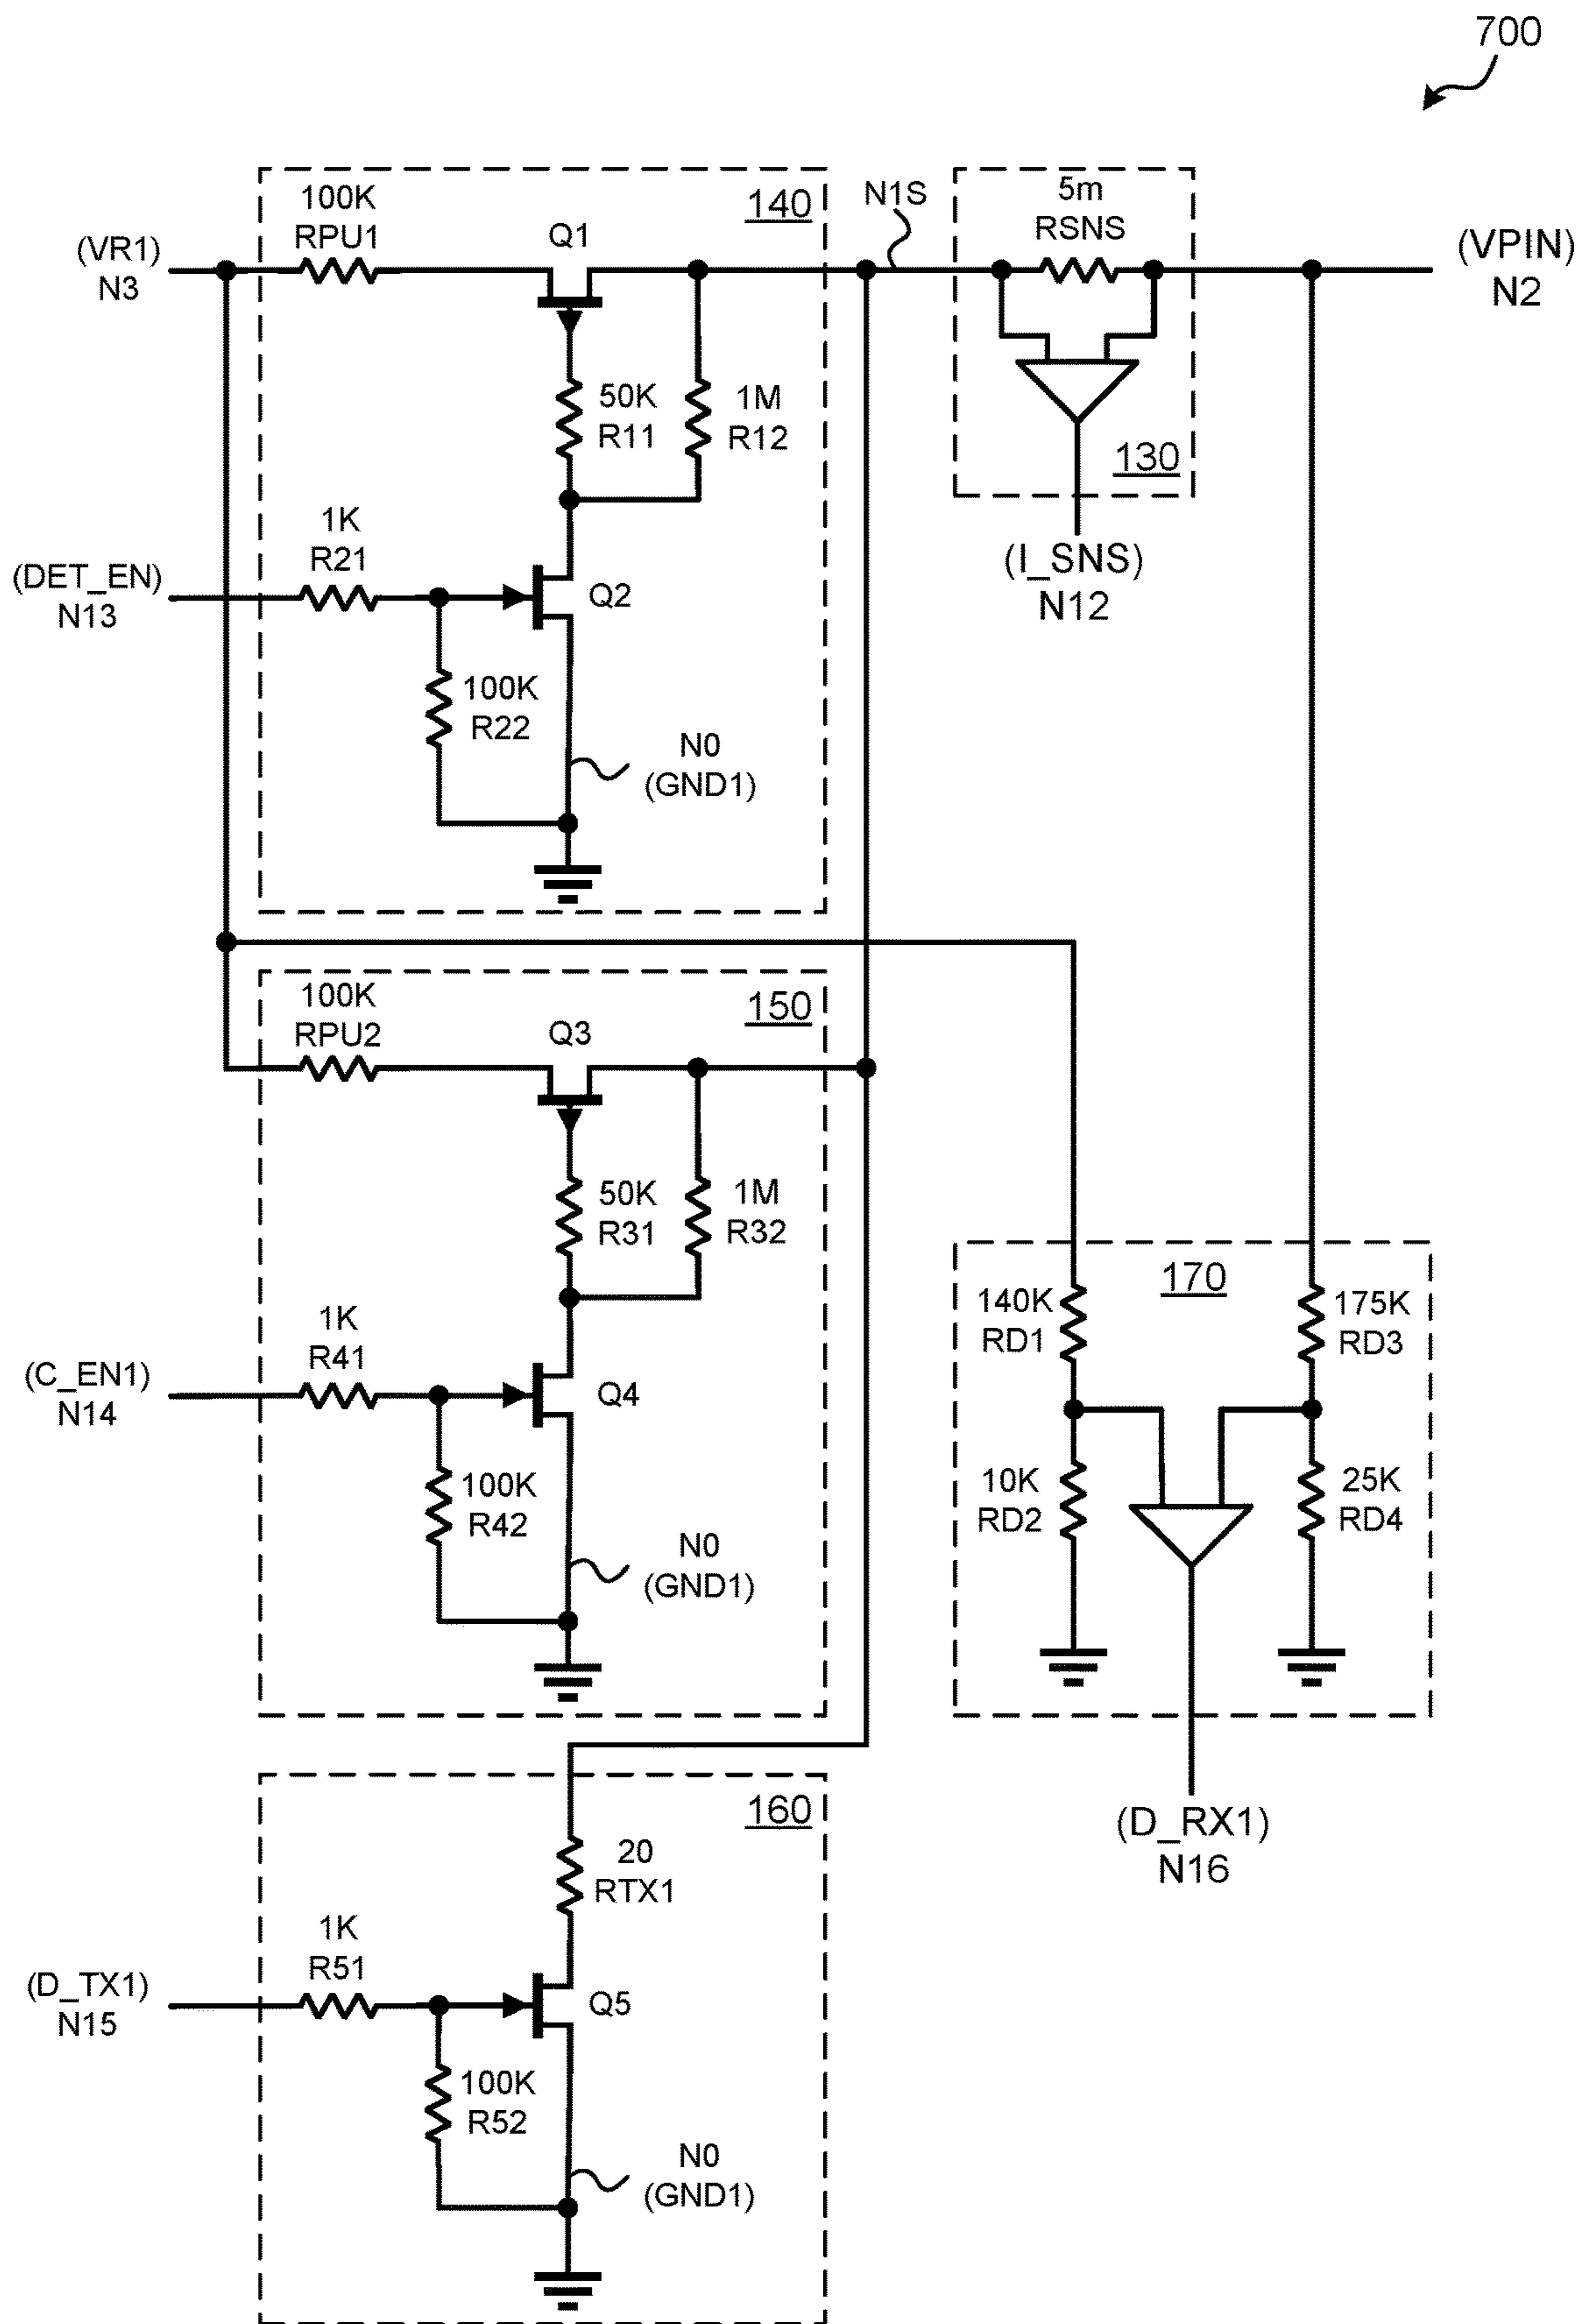 700
100K
RPU1
Q1
140
(VR1)
N3
N1S
5m
RSNS
(VPIN)
N2
50K
R11
1M
R12
130
(I_SNS)
N12
1K
R21
(DET_EN)
N13
Q2
100K
R22
N0
(GND1)
100K
RPU2
Q3
150
50K
R31
1M
R32
1K
R41
(C_EN1)
N14
Q4
100K
R42
N0
(GND1)
170
140K
RD1
175K
RD3
10K
RD2
25K
RD4
(D_RX1)
N16
160
20
RTX1
1K
R51
(D_TX1)
N15
Q5
100K
R52
N0
(GND1)